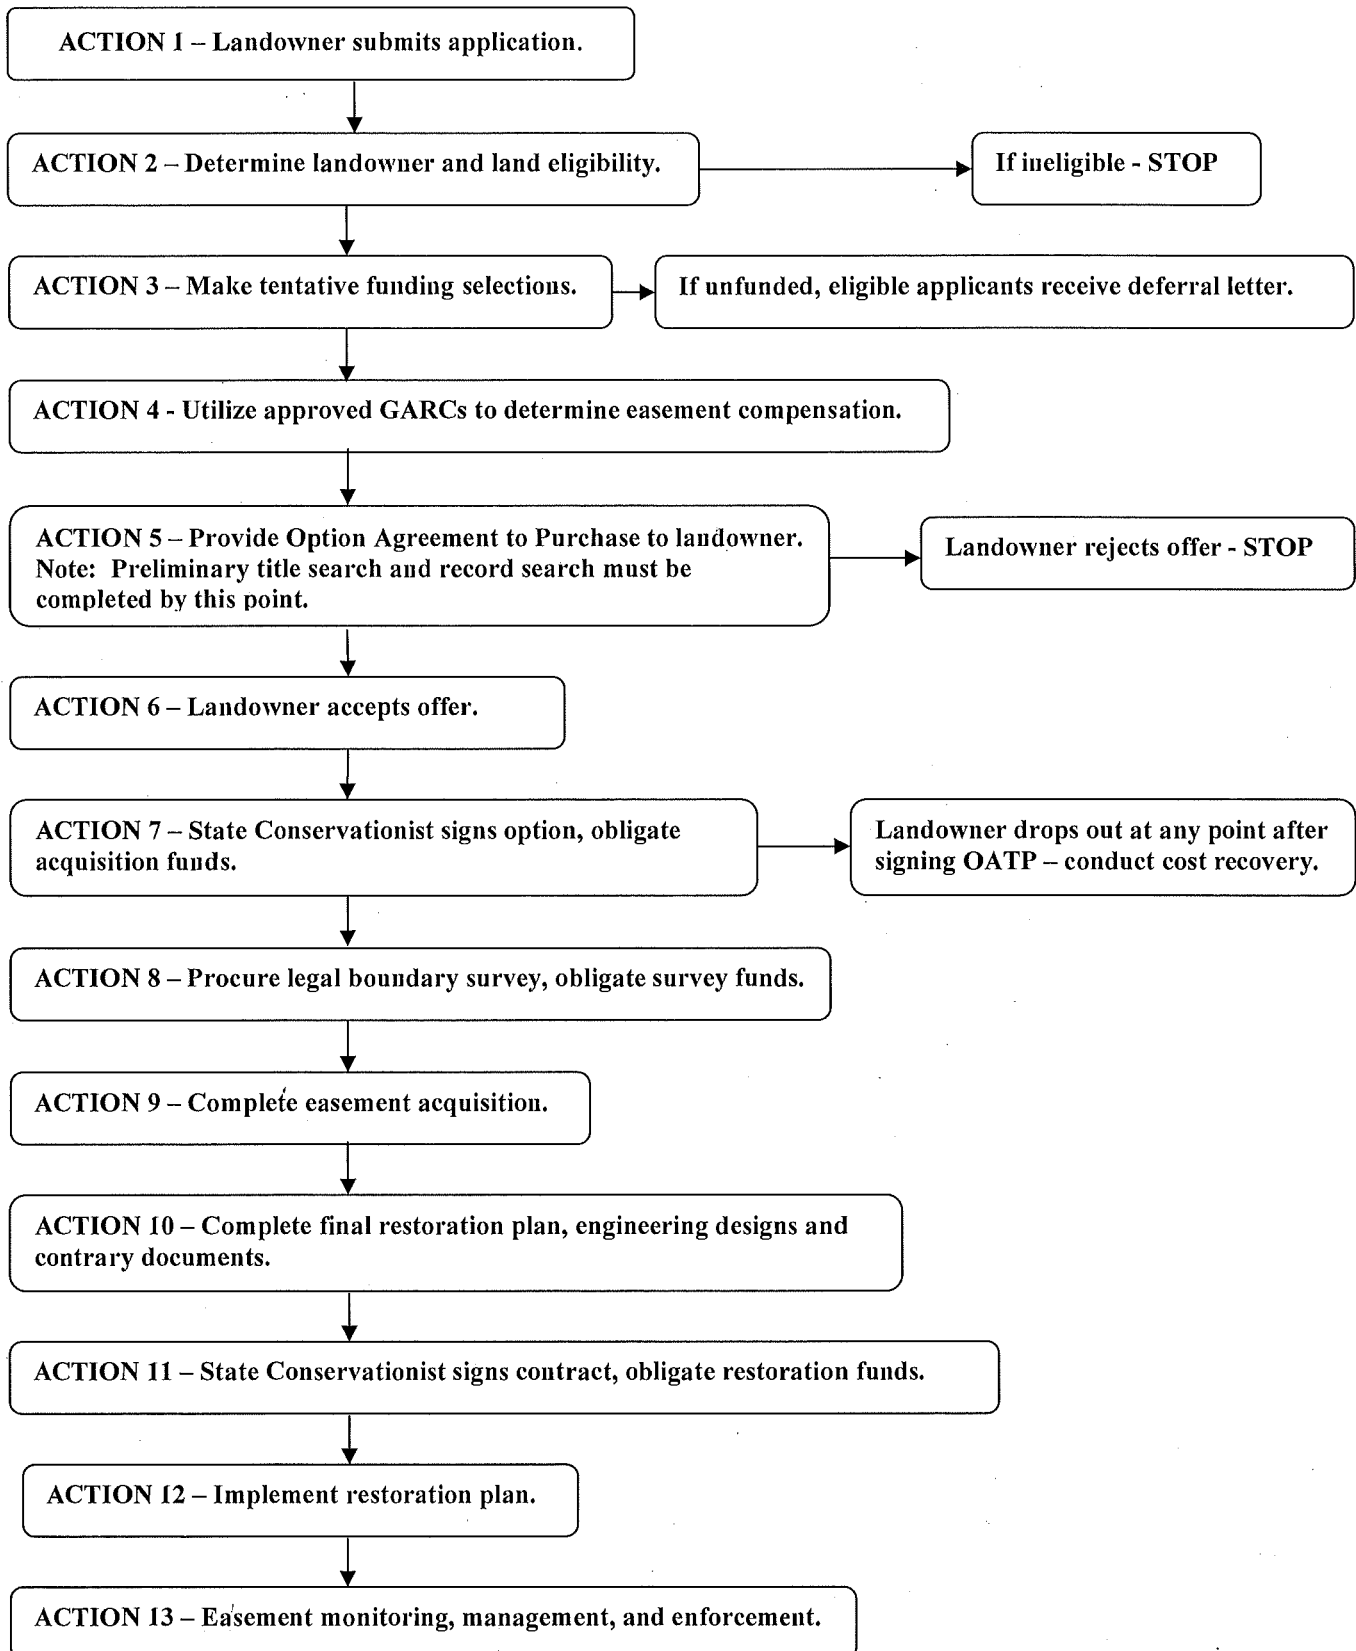 ACTION 1 – Landowner submits application.
ACTION 2 – Determine landowner and land eligibility.
If ineligible - STOP
ACTION 3 – Make tentative funding selections.
If unfunded, eligible applicants receive deferral letter.
ACTION 4 - Utilize approved GARCs to determine easement compensation.
ACTION 5 – Provide Option Agreement to Purchase to landowner.
Note: Preliminary title search and record search must be
completed by this point.
Landowner rejects offer - STOP
ACTION 6 – Landowner accepts offer.
ACTION 7 – State Conservationist signs option, obligate
acquisition funds.
Landowner drops out at any point after
signing OATP – conduct cost recovery.
ACTION 8 – Procure legal boundary survey, obligate survey funds.
ACTION 9 – Complete easement acquisition.
ACTION 10 – Complete final restoration plan, engineering designs and
contrary documents.
ACTION 11 – State Conservationist signs contract, obligate restoration funds.
ACTION 12 – Implement restoration plan.
ACTION 13 – Easement monitoring, management, and enforcement.